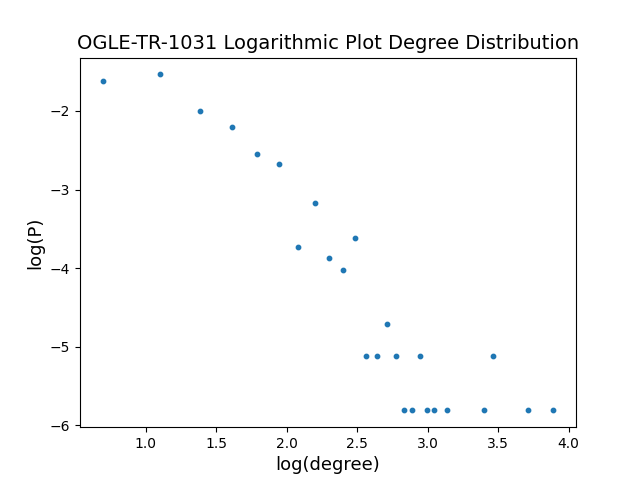 OGLE-TR-1031 Logarithmic Plot Degree Distribution
log(P)
−2
−3
−4
−5
−6
1.0 1.5 2.0 2.5 3.0 3.5 4.0
log(degree)